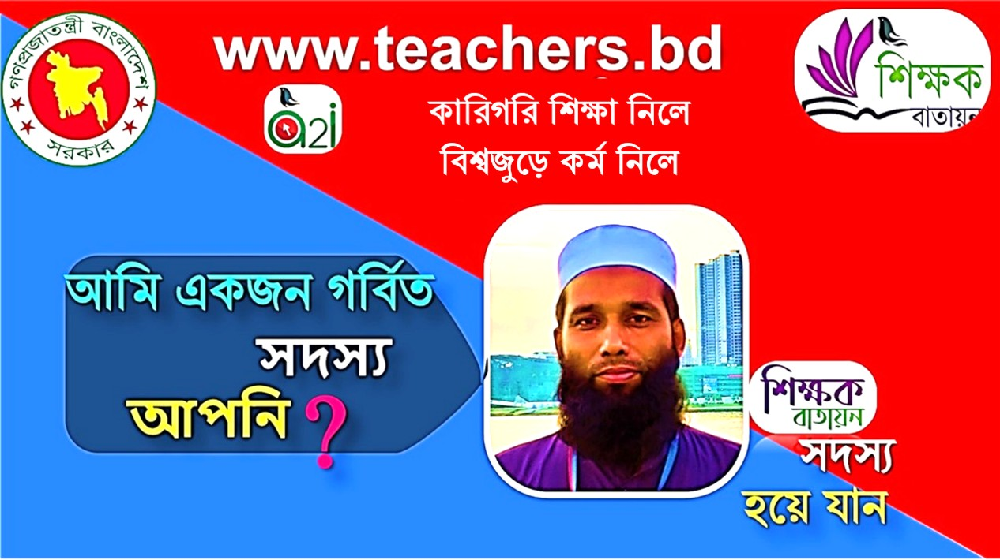 গণপ্রজাতন্ত্রী বাংলাদেশ
সরকার
www.teachers.bd
a2i
কারিগরি শিক্ষা নিলে
বিশ্বজুড়ে কর্ম নিলে
শিক্ষক
বাতায়ন
আমি একজন গর্বিত
সদস্য
আপনি ?
শিক্ষক
বাতায়ন
সদস্য
হয়ে যান